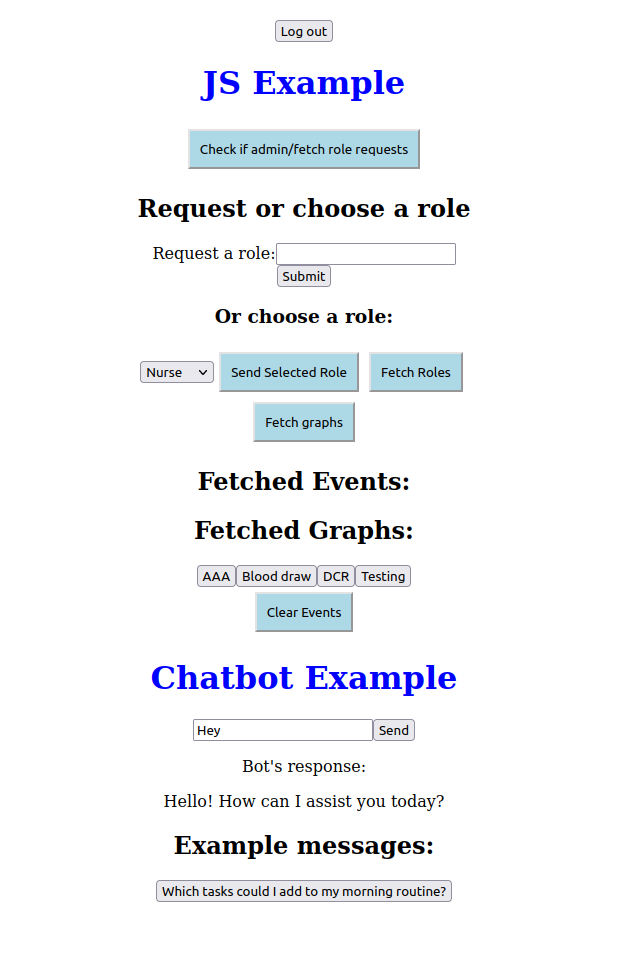 Log out
JS Example
Check if admin/fetch role requests
Request or choose a role
Request a role:
Submit
Or choose a role:
Nurse Send Selected Role Fetch Roles
Fetch graphs
Fetched Events:
Fetched Graphs:
AAA Blood draw DCR Testing
Clear Events
Chatbot Example
Hey Send
Bot's response:
Hello! How can I assist you today?
Example messages:
Which tasks could I add to my morning routine?